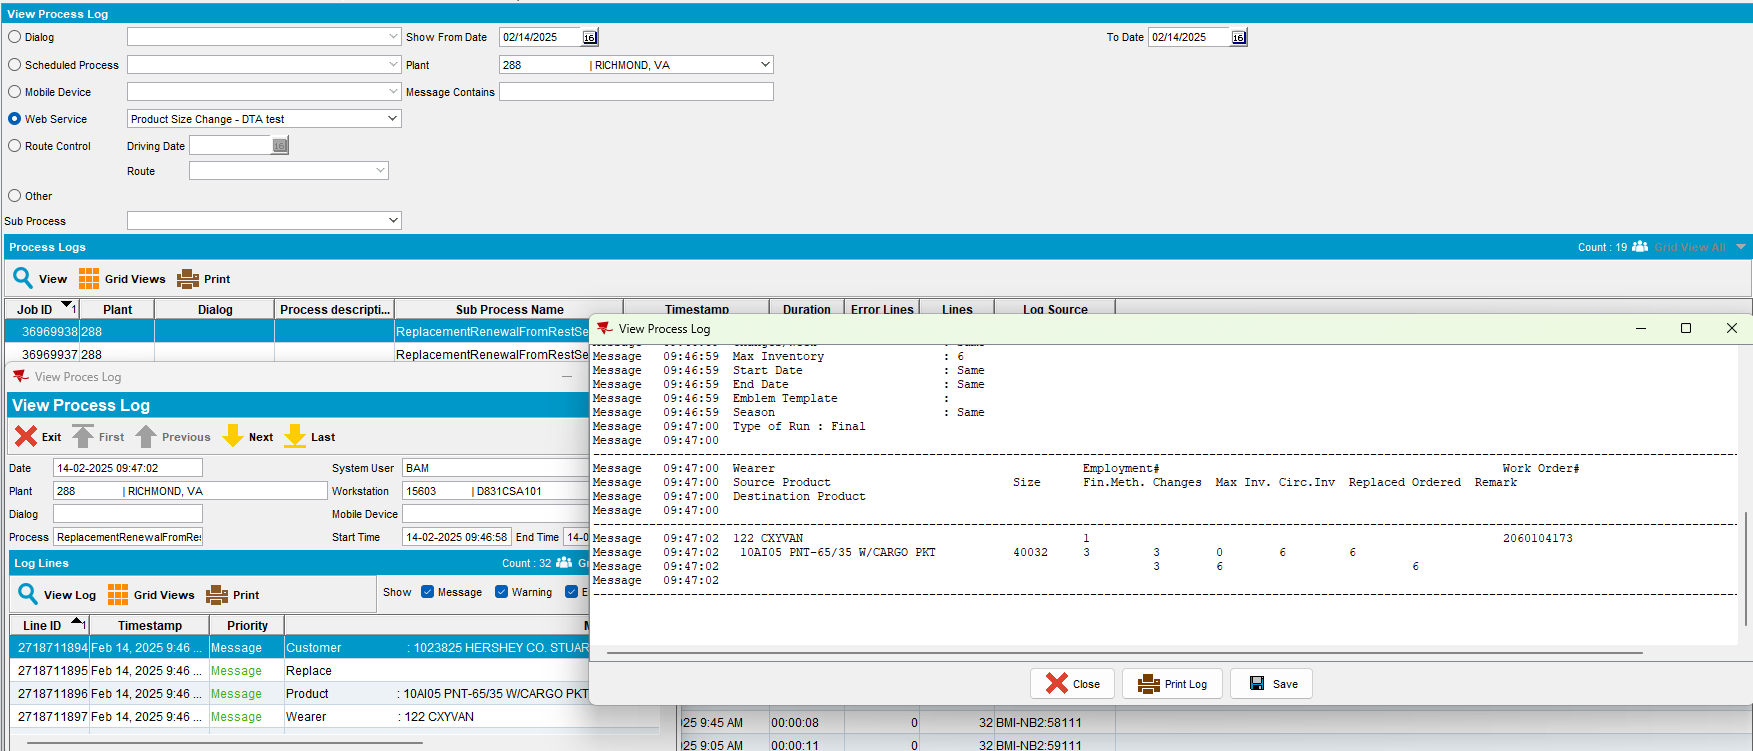 View Process Log
Dialog Show From Date 02/14/2025 16 To Date 02/14/2025 16
Scheduled Process Plant 288 | RICHMOND, VA
Mobile Device Message Contains
Web Service Product Size Change - DTA test
Route Control Driving Date 16
Route
Other
Sub Process
Process Logs Count : 19 Grid View All
View Grid Views Print
Job ID 1 Plant Dialog Process descripti... Sub Process Name Timestamp Duration Error Lines Lines Log Source
36969938 288 ReplacementRenewalFromRestSe
36969937 288 ReplacementRenewalFromRestSe
View Proces Log
View Process Log
Exit First Previous Next Last
Date 14-02-2025 09:47:02 System User BAM
Plant 288 | RICHMOND, VA Workstation 15603 | D831CSA101
Dialog Mobile Device
Process ReplacementRenewalFromRes Start Time 14-02-2025 09:46:58 End Time 14-0
Log Lines Count : 32 Gr
View Log Grid Views Print Show Message Warning E
Line ID 1 Timestamp Priority M
2718711894 Feb 14, 2025 9:46 ... Message Customer : 1023825 HERSHEY CO. STUAR
2718711895 Feb 14, 2025 9:46 ... Message Replace
2718711896 Feb 14, 2025 9:46 ... Message Product : 10AI05 PNT-65/35 W/CARGO PKT
2718711897 Feb 14, 2025 9:46 ... Message Wearer : 122 CXYVAN
View Process Log
Message 09:46:59 Max Inventory : 6
Message 09:46:59 Start Date : Same
Message 09:46:59 End Date : Same
Message 09:46:59 Emblem Template :
Message 09:46:59 Season : Same
Message 09:47:00 Type of Run : Final
Message 09:47:00
Message 09:47:00 Wearer Employment# Work Order#
Message 09:47:00 Source Product Size Fin.Meth. Changes Max Inv. Circ.Inv Replaced Ordered Remark
Message 09:47:00 Destination Product
Message 09:47:00
Message 09:47:02 122 CXYVAN 1 2060104173
Message 09:47:02 10AI05 PNT-65/35 W/CARGO PKT 40032 3 3 0 6 6
Message 09:47:02 3 6 6
Message 09:47:02
Close Print Log Save
025 9:45 AM 00:00:08 0 32 BMI-NB2:58111
025 9:05 AM 00:00:11 0 32 BMI-NB2:59111